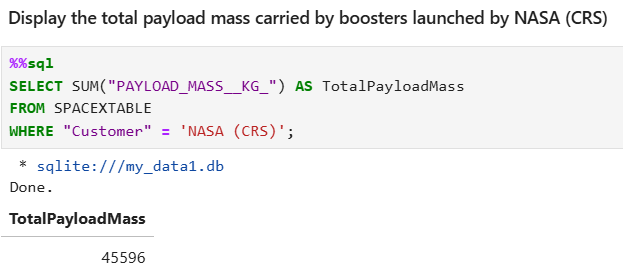 Display the total payload mass carried by boosters launched by NASA (CRS)
%%sql
SELECT SUM("PAYLOAD_MASS__KG_") AS TotalPayloadMass
FROM SPACEXTABLE
WHERE "Customer" = 'NASA (CRS)';
* sqlite:///my_data1.db
Done.
TotalPayloadMass
45596